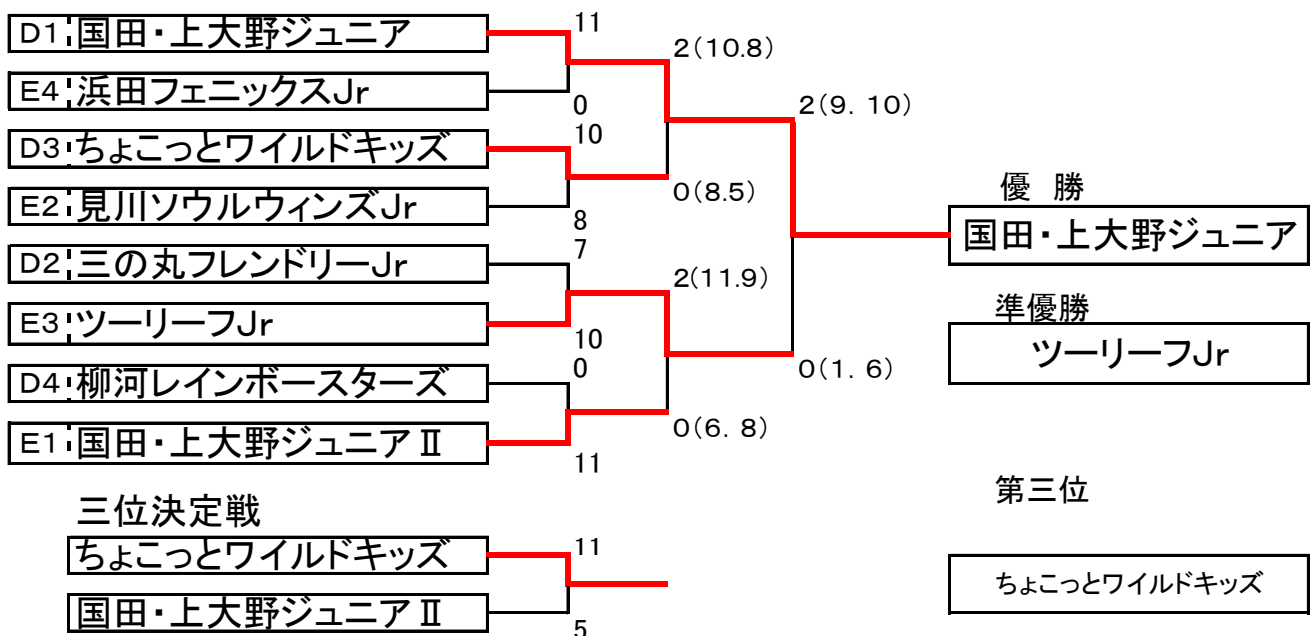 D1 国田・上大野ジュニア
11
2(10.8)
E4 浜田フェニックスJr
0
2(9. 10)
D3 ちょこっとワイルドキッズ
10
0(8.5)
E2 見川ソウルウィンズJr
8
優 勝
国田・上大野ジュニア
D2 三の丸フレンドリーJr
7
2(11.9)
E3 ツーリーフJr
10
準優勝
ツーリーフJr
D4 柳河レインボースターズ
0
0(1. 6)
E1 国田・上大野ジュニアⅡ
11
0(6. 8)
三位決定戦
第三位
ちょこっとワイルドキッズ
11
ちょこっとワイルドキッズ
国田・上大野ジュニアⅡ
5